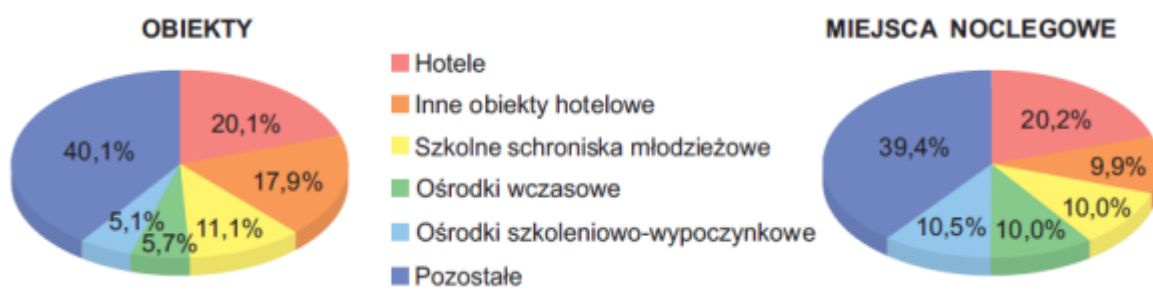 OBIEKTY
20,1%
17,9%
11,1%
5,7%
5,1%
40,1%
Hotele
Inne obiekty hotelowe
Szkolne schroniska młodzieżowe
Ośrodki wczasowe
Ośrodki szkoleniowo-wypoczynkowe
Pozostałe
MIEJSCA NOCLEGOWE
20,2%
9,9%
10,0%
10,0%
10,5%
39,4%